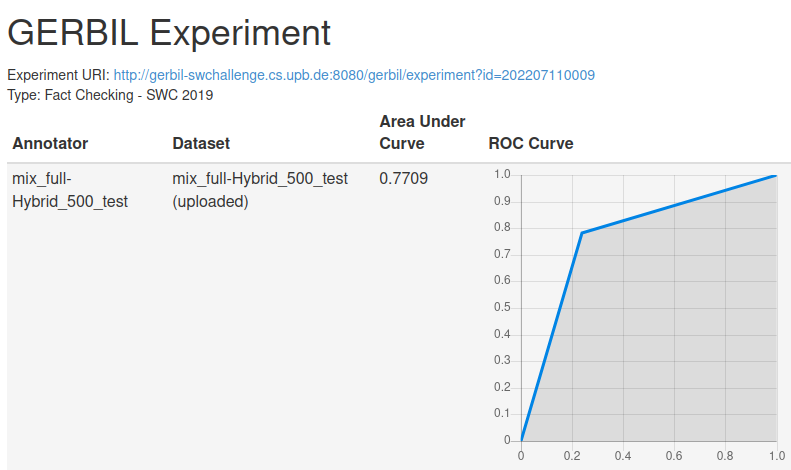 GERBIL Experiment
Experiment URI: http://gerbil-swchallenge.cs.upb.de:8080/gerbil/experiment?id=202207110009
Type: Fact Checking - SWC 2019
Annotator Dataset Area Under Curve ROC Curve
mix_full-Hybrid_500_test mix_full-Hybrid_500_test (uploaded) 0.7709
1.0
0.9
0.8
0.7
0.6
0.5
0.4
0.3
0.2
0.1
0
0 0.2 0.4 0.6 0.8 1.0